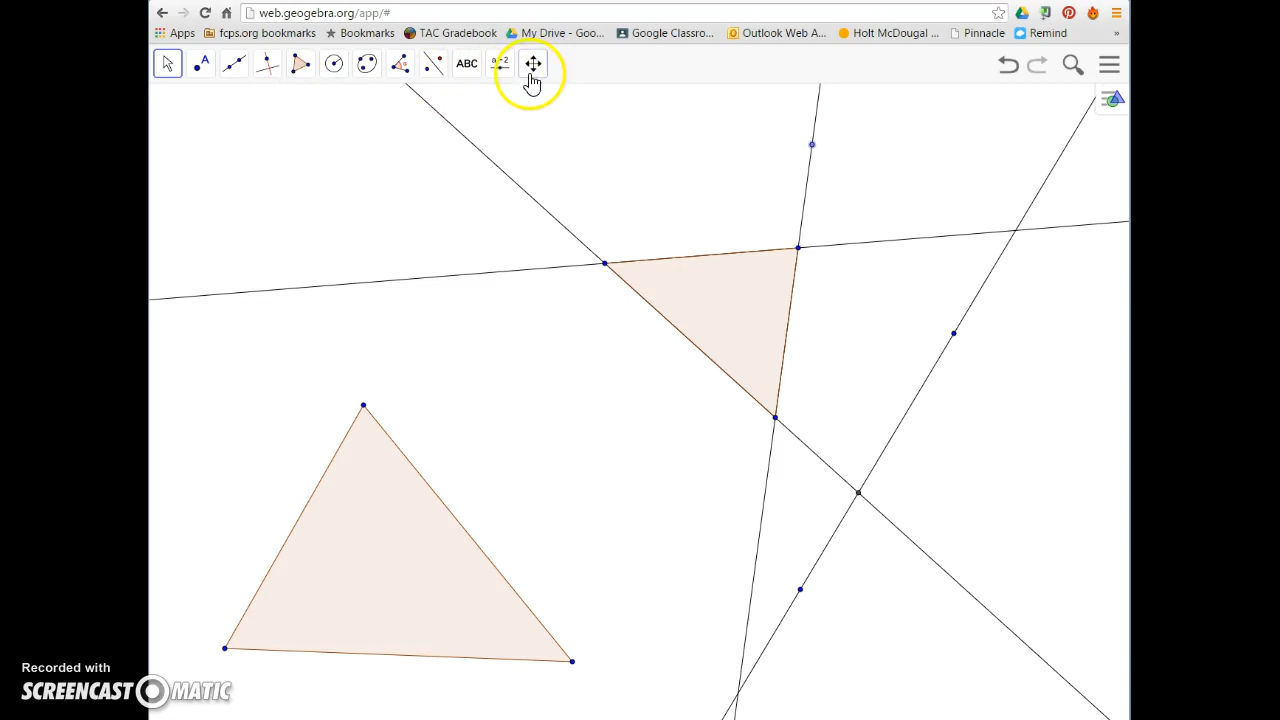 web.geogebra.org/app/#
Apps fcps.org bookmarks Bookmarks TAC Gradebook My Drive - Goo... Google Classro... Outlook Web A... Holt McDougal ... Pinnacle Remind »
A ABC a=2
Recorded with
SCREENCAST-O-MATIC